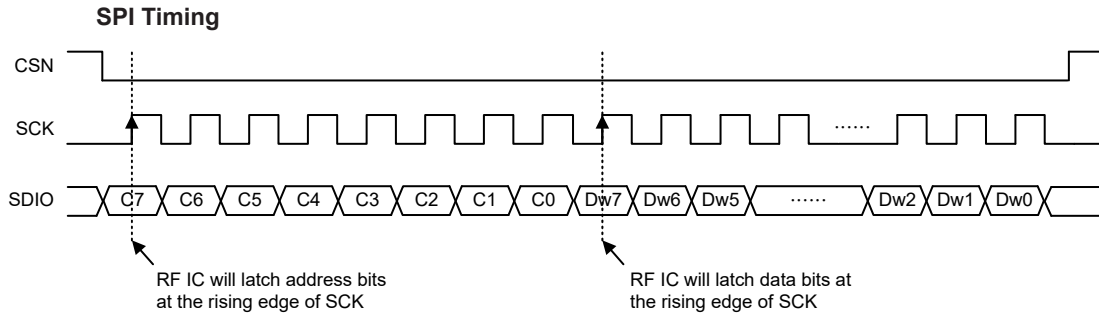 SPI Timing
CSN
SCK
......
SDIO C7 C6 C5 C4 C3 C2 C1 C0 Dw7 Dw6 Dw5 ...... Dw2 Dw1 Dw0
RF IC will latch address bits
at the rising edge of SCK
RF IC will latch data bits at
the rising edge of SCK